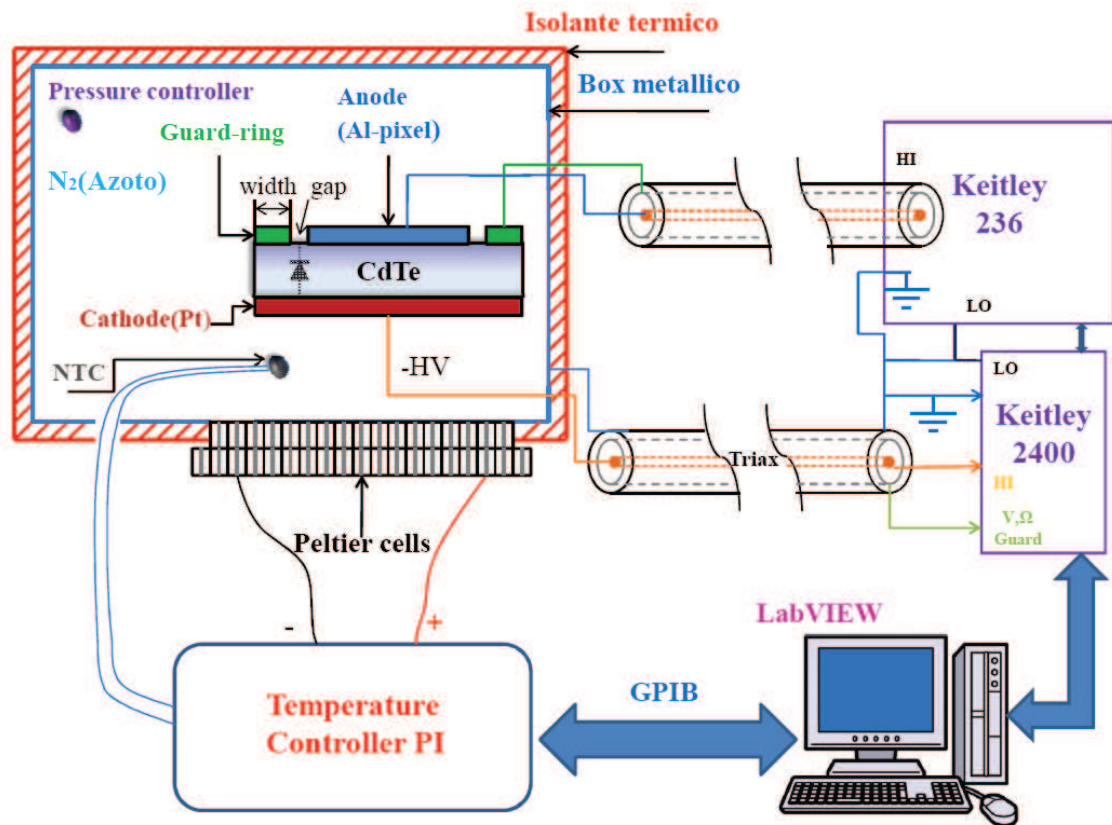 Isolante termico
Box metallico
Pressure controller
Anode
(Al-pixel)
Guard-ring
N2(Azoto)
width
gap
CdTe
Cathode(Pt)
NTC
-HV
HI
Keitley
236
LO
LO
Keitley
2400
HI
V,Ω
Guard
Triax
Peltier cells
-
+
LabVIEW
GPIB
Temperature
Controller PI